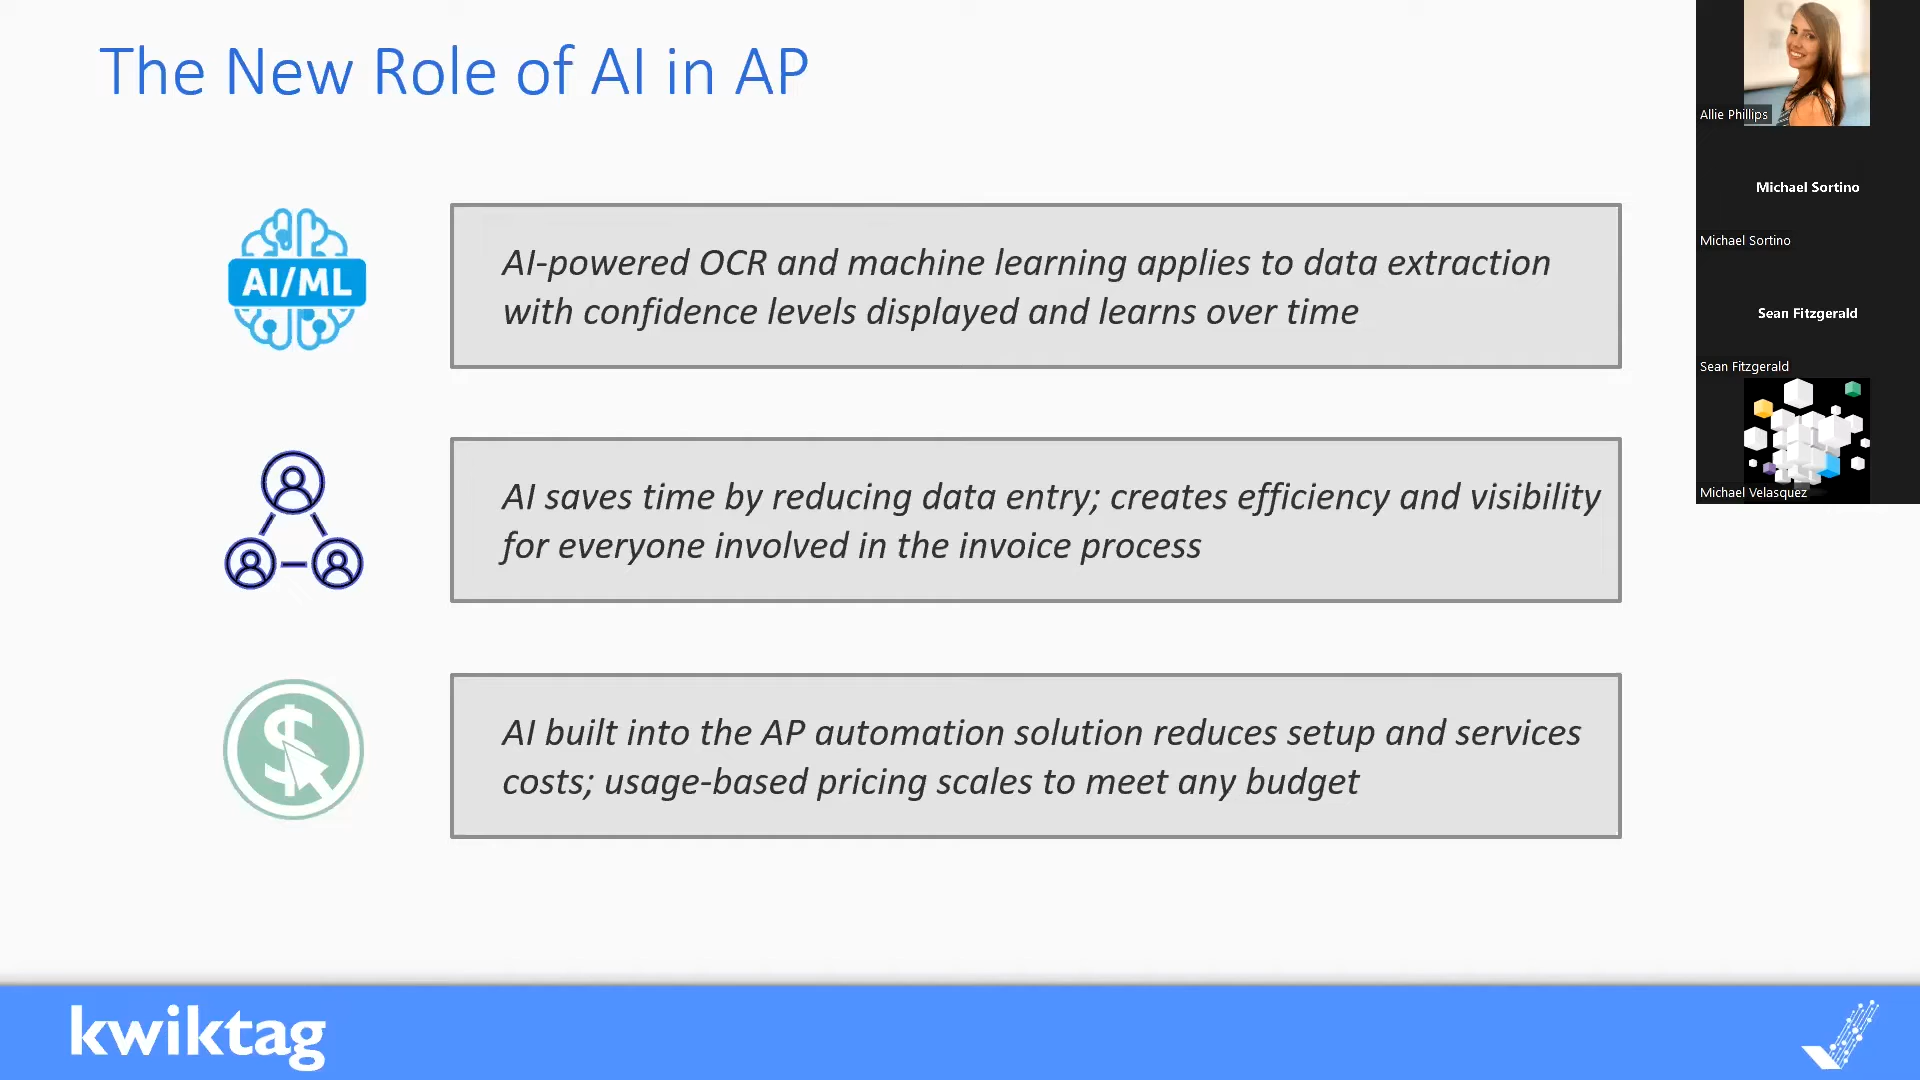 The New Role of AI in AP
AI/ML
AI-powered OCR and machine learning applies to data extraction
with confidence levels displayed and learns over time
AI saves time by reducing data entry; creates efficiency and visibility
for everyone involved in the invoice process
$
AI built into the AP automation solution reduces setup and services
costs; usage-based pricing scales to meet any budget
kwiktag
Allie Phillips
Michael Sortino
Michael Sortino
Sean Fitzgerald
Sean Fitzgerald
Michael Velasquez